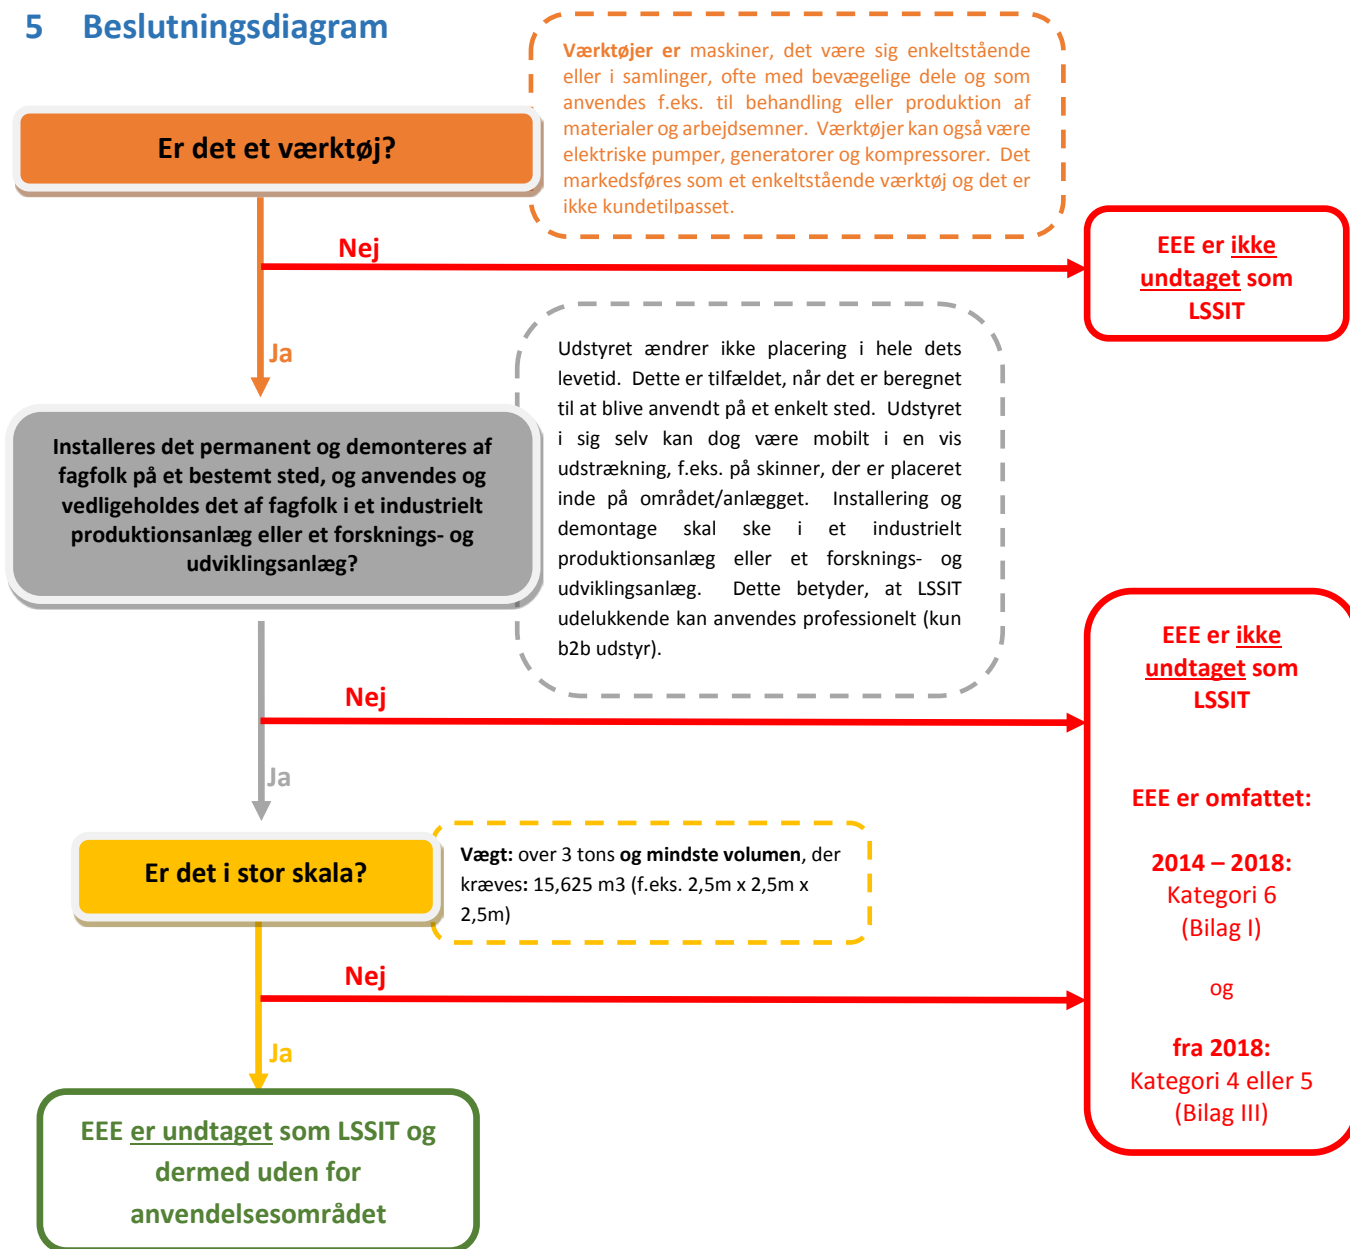 5 Beslutningsdiagram
Værktøjer er maskiner, det være sig enkeltstående
eller i samlinger, ofte med bevægelige dele og som
anvendes f.eks. til behandling eller produktion af
materialer og arbejdsemner. Værktøjer kan også være
elektriske pumper, generatorer og kompressorer. Det
markedsføres som et enkeltstående værktøj og det er
ikke kundetilpasset.
Er det et værktøj?
Nej
EEE er ikke
undtaget som
LSSIT
Ja
Udstyret ændrer ikke placering i hele dets
levetid. Dette er tilfældet, når det er beregnet
til at blive anvendt på et enkelt sted. Udstyret
i sig selv kan dog være mobilt i en vis
udstrækning, f.eks. på skinner, der er placeret
inde på området/anlægget. Installering og
demontage skal ske i et industrielt
produktionsanlæg eller et forsknings- og
udviklingsanlæg. Dette betyder, at LSSIT
udelukkende kan anvendes professionelt (kun
b2b udstyr).
Installeres det permanent og demonteres af
fagfolk på et bestemt sted, og anvendes og
vedligeholdes det af fagfolk i et industrielt
produktionsanlæg eller et forsknings- og
udviklingsanlæg?
Nej
EEE er ikke
undtaget som
LSSIT
EEE er omfattet:
2014 – 2018:
Kategori 6
(Bilag I)
og
fra 2018:
Kategori 4 eller 5
(Bilag III)
Ja
Er det i stor skala?
Vægt: over 3 tons og mindste volumen, der
kræves: 15,625 m3 (f.eks. 2,5m x 2,5m x
2,5m)
Nej
Ja
EEE er undtaget som LSSIT og
dermed uden for
anvendelsesområdet